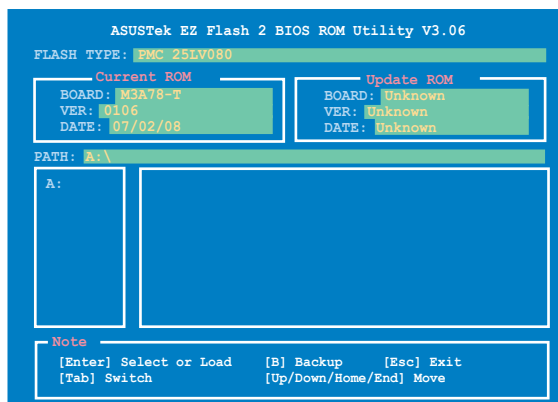 ASUSTek EZ Flash 2 BIOS ROM Utility V3.06
FLASH TYPE: PMC 25LV080
Current ROM
BOARD: M3A78-T
VER: 0106
DATE: 07/02/08
Update ROM
BOARD: Unknown
VER: Unknown
DATE: Unknown
PATH: A:\
A:
Note
[Enter] Select or Load [B] Backup [Esc] Exit
[Tab] Switch [Up/Down/Home/End] Move